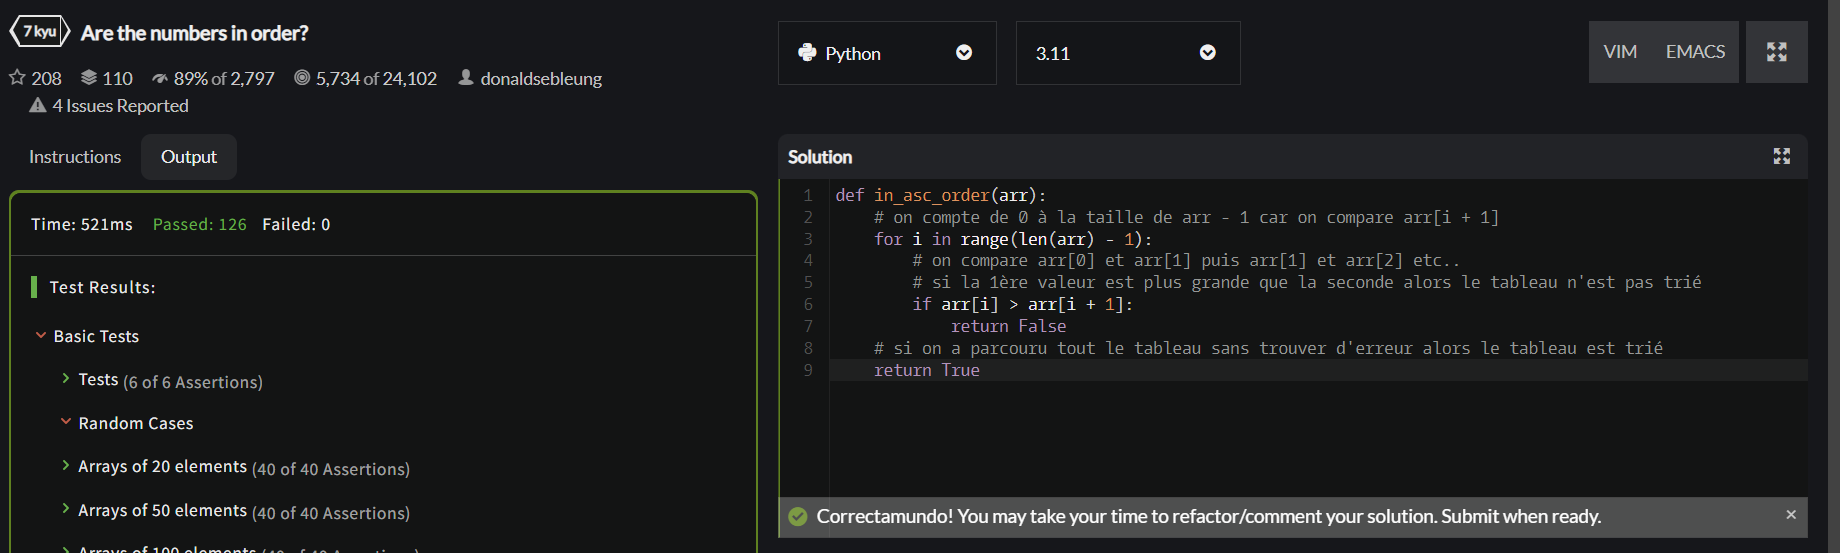 7 kyu Are the numbers in order?
208 110 89% of 2,797 5,734 of 24,102 donaldsebleung
4 Issues Reported
Python 3.11 VIM EMACS
Instructions Output
Time: 521ms Passed: 126 Failed: 0
Test Results:
Basic Tests
Tests (6 of 6 Assertions)
Random Cases
Arrays of 20 elements (40 of 40 Assertions)
Arrays of 50 elements (40 of 40 Assertions)
Arrays of 100 elements (40 of 40 Assertions)
Solution
1 def in_asc_order(arr):
2 # on compte de 0 à la taille de arr - 1 car on compare arr[i + 1]
3 for i in range(len(arr) - 1):
4 # on compare arr[0] et arr[1] puis arr[1] et arr[2] etc..
5 # si la 1ère valeur est plus grande que la seconde alors le tableau n'est pas trié
6 if arr[i] > arr[i + 1]:
7 return False
8 # si on a parcouru tout le tableau sans trouver d'erreur alors le tableau est trié
9 return True
Correctamundo! You may take your time to refactor/comment your solution. Submit when ready. ×